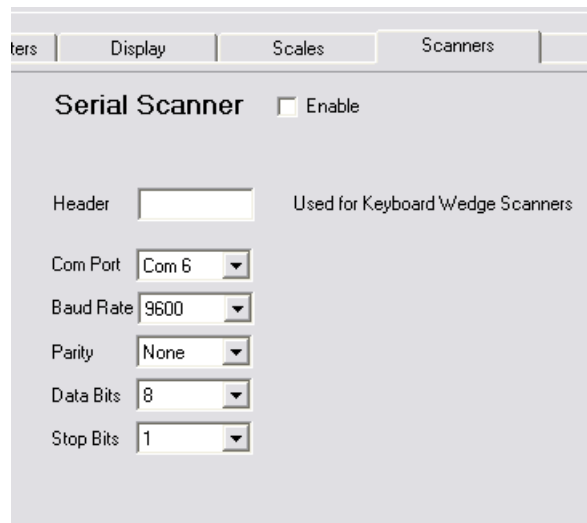 ters Display Scales Scanners
Serial Scanner Enable
Header Used for Keyboard Wedge Scanners
Com Port Com 6
Baud Rate 9600
Parity None
Data Bits 8
Stop Bits 1